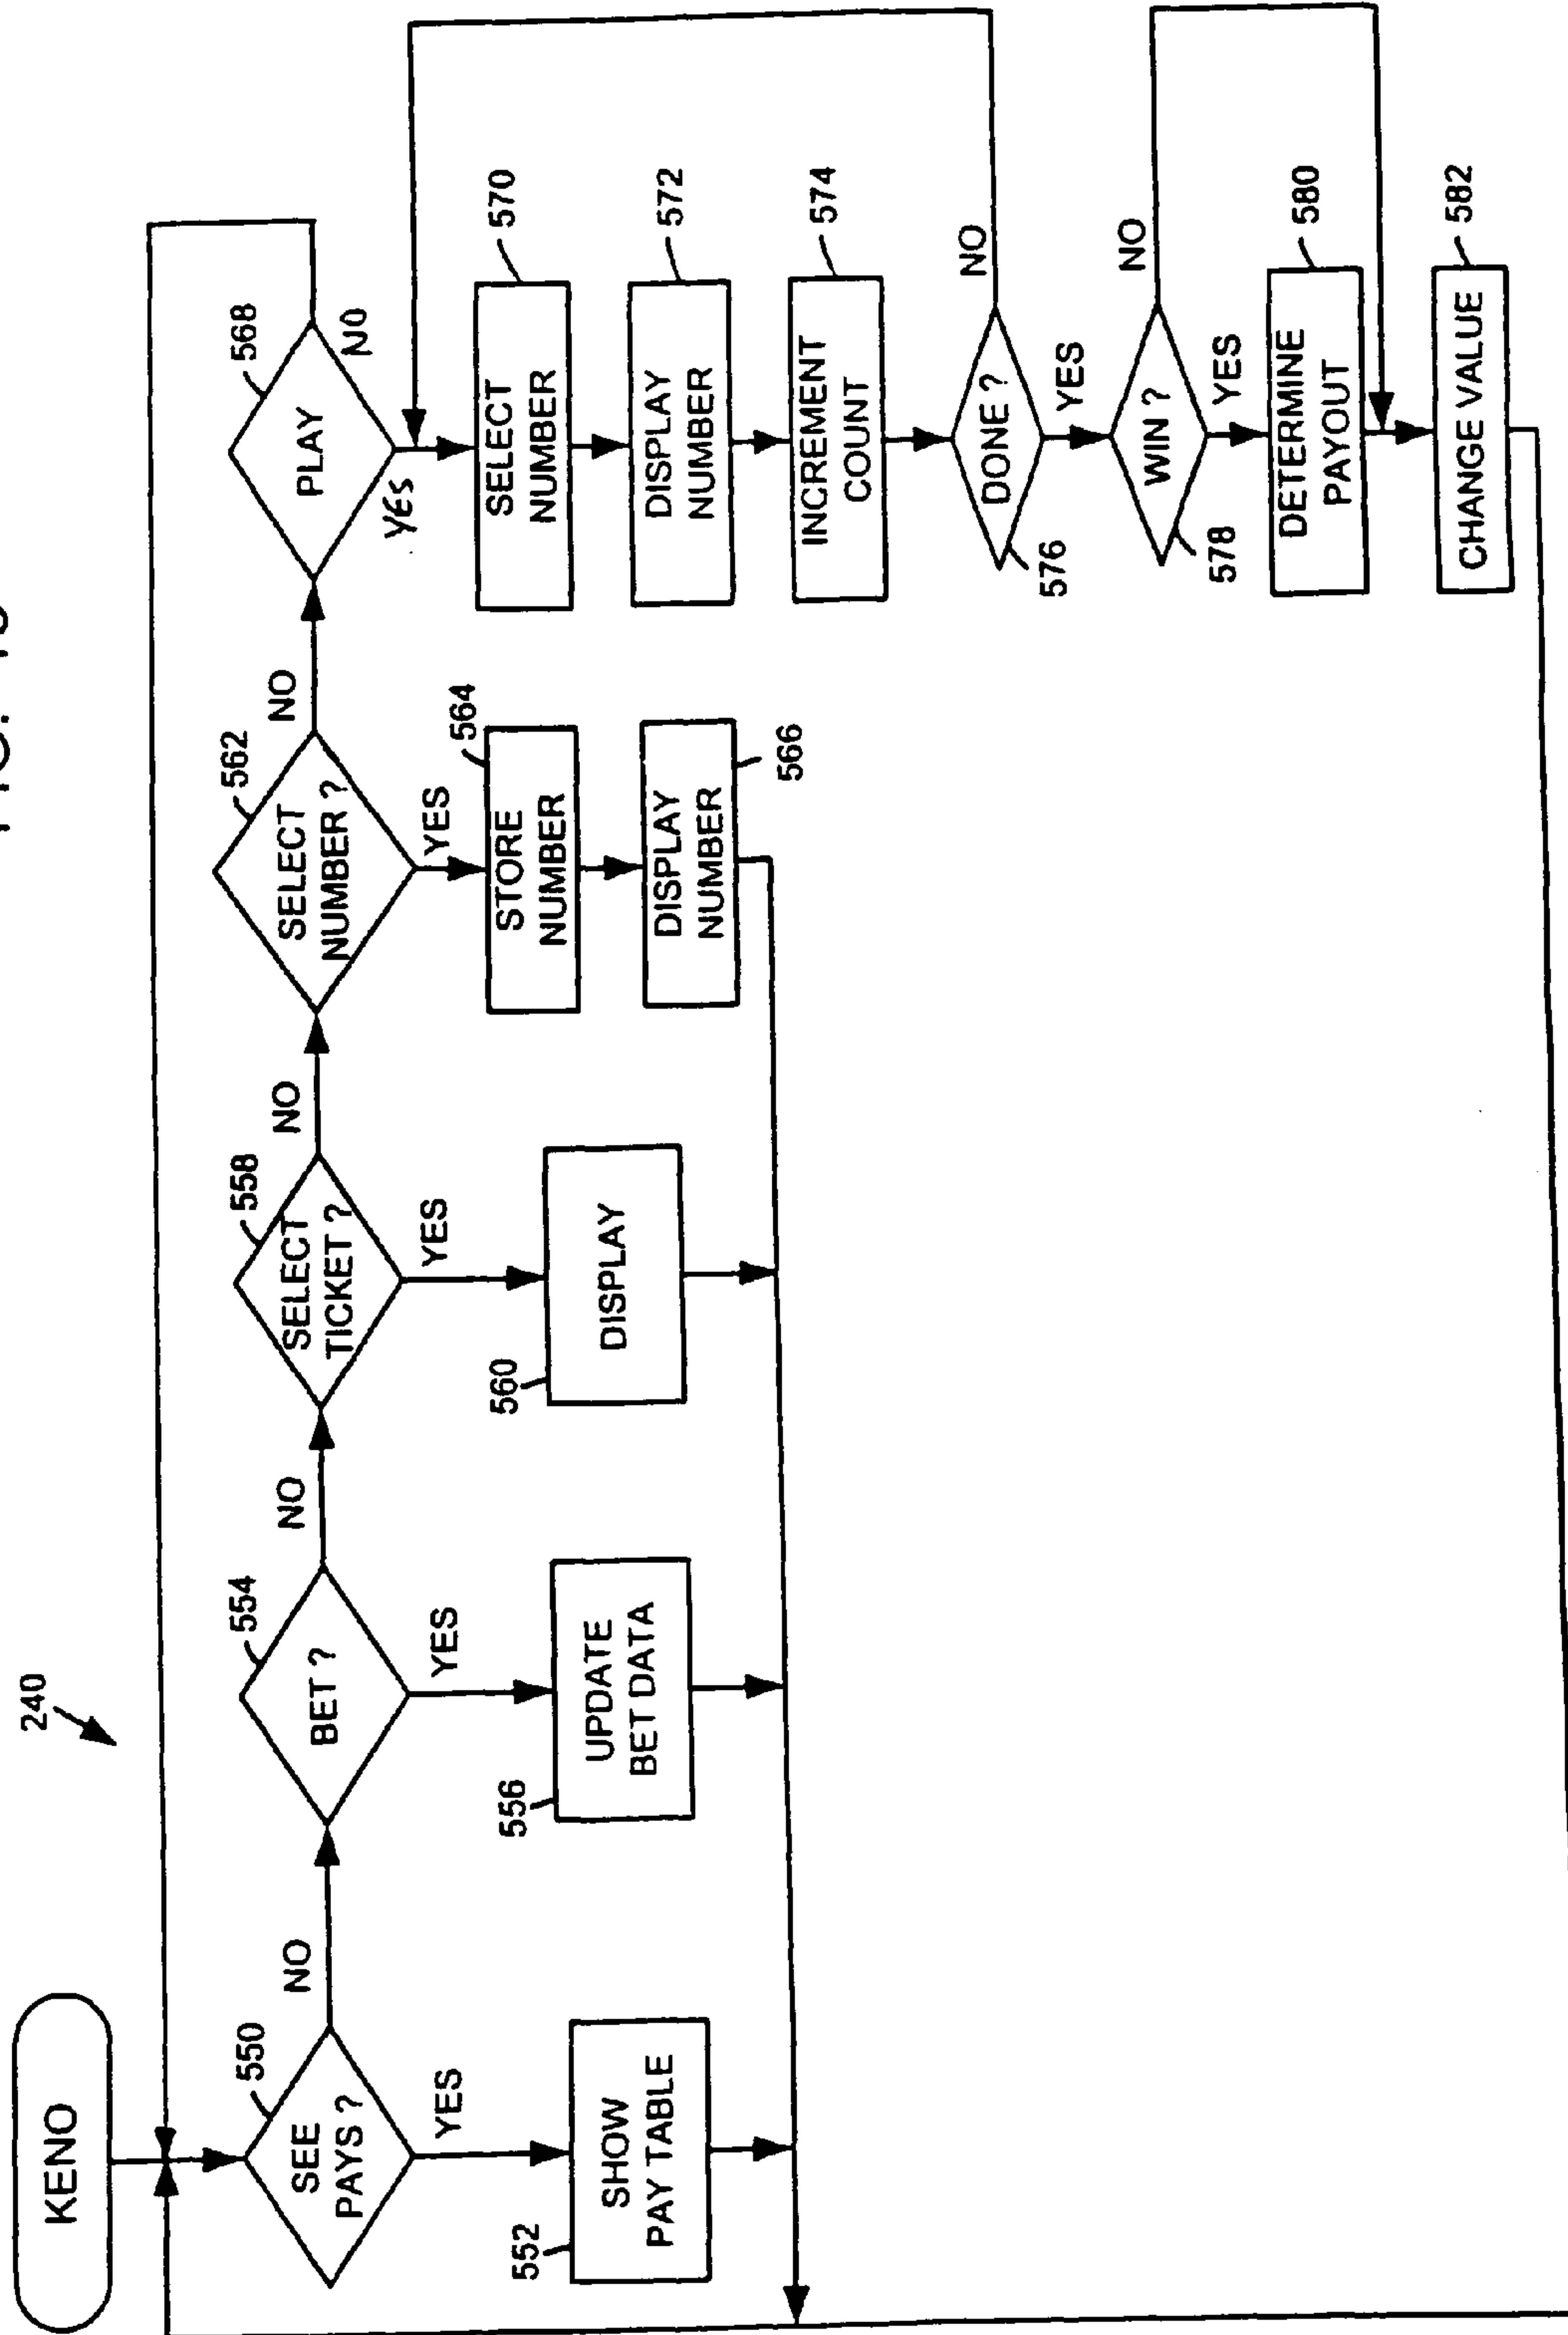 240
KENO
SEE
PAYS ?
550
NO
YES
SHOW
PAY TABLE
552
BET ?
554
NO
YES
UPDATE
BET DATA
556
SELECT
TICKET ?
558
NO
YES
DISPLAY
560
SELECT
NUMBER ?
562
NO
YES
STORE
NUMBER
564
DISPLAY
NUMBER
566
PLAY
568
NO
YES
SELECT
NUMBER
570
DISPLAY
NUMBER
572
INCREMENT
COUNT
574
DONE ?
576
NO
YES
WIN ?
578
NO
YES
DETERMINE
PAYOUT
580
CHANGE VALUE
582